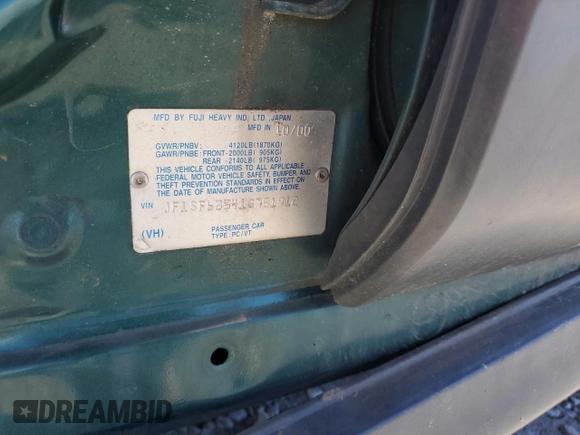 MFD BY FUJI HEAVY IND. LTD. JAPAN
MFD IN 10/00
GVWR/PNBV : 4120LB(1870KG)
GAWR/PNBE: FRONT-2000LB( 905KG)
REAR -2140LB( 975KG)
THIS VEHICLE CONFORMS TO ALL APPLICABLE
FEDERAL MOTOR VEHICLE SAFETY, BUMPER, AND
THEFT PREVENTION STANDARDS IN EFFECT ON
THE DATE OF MANUFACTURE SHOWN ABOVE.
VIN
(VH)
PASSENGER CAR
TYPE: PC/VT
DREAMBID